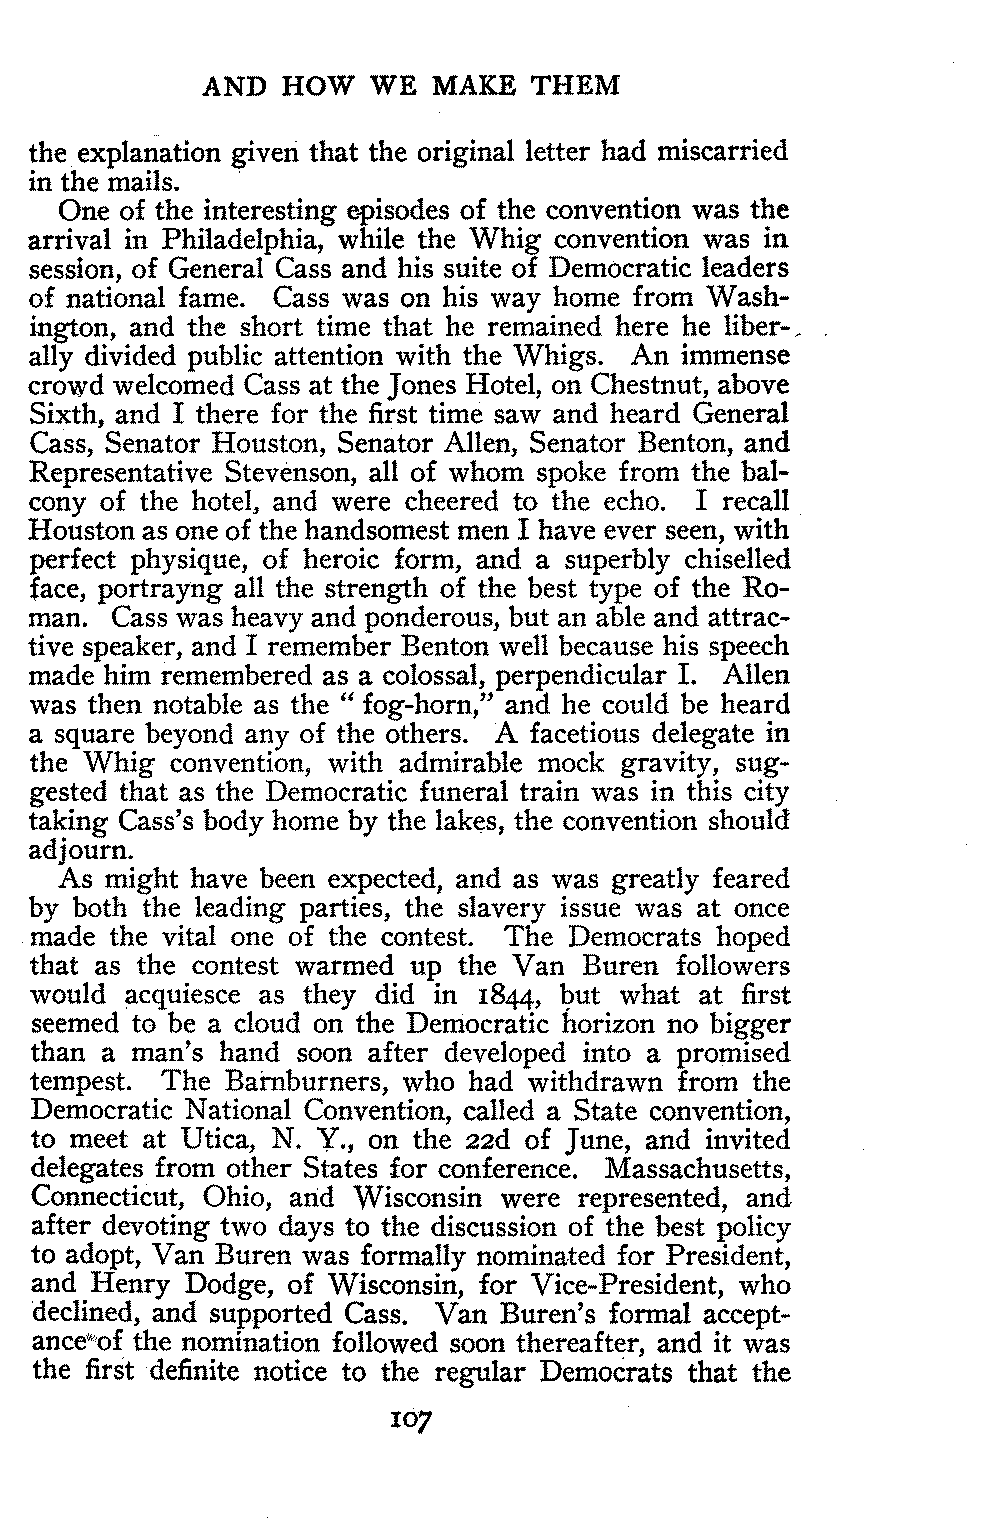 AND HOW WE MAKE THEM
the explanation given that the original letter had miscarried
in the mails.
One of the interesting episodes of the convention was the
arrival in Philadelphia, while the Whig convention was in
session, of General Cass and his suite of Democratic leaders
of national fame. Cass was on his way home from Wash-
ington, and the short time that he remained here he liber-
ally divided public attention with the Whigs. An immense
crowd welcomed Cass at the Jones Hotel, on Chestnut, above
Sixth, and I there for the first time saw and heard General
Cass, Senator Houston, Senator Allen, Senator Benton, and
Representative Stevenson, all of whom spoke from the bal-
cony of the hotel, and were cheered to the echo. I recall
Houston as one of the handsomest men I have ever seen, with
perfect physique, of heroic form, and a superbly chiselled
face, portrayng all the strength of the best type of the Ro-
man. Cass was heavy and ponderous, but an able and attrac-
tive speaker, and I remember Benton well because his speech
made him remembered as a colossal, perpendicular I. Allen
was then notable as the “ fog-horn,” and he could be heard
a square beyond any of the others. A facetious delegate in
the Whig convention, with admirable mock gravity, sug-
gested that as the Democratic funeral train was in this city
taking Cass's body home by the lakes, the convention should
adjourn.
As might have been expected, and as was greatly feared
by both the leading parties, the slavery issue was at once
made the vital one of the contest. The Democrats hoped
that as the contest warmed up the Van Buren followers
would acquiesce as they did in 1844, but what at first
seemed to be a cloud on the Democratic horizon no bigger
than a man's hand soon after developed into a promised
tempest. The Barnburners, who had withdrawn from the
Democratic National Convention, called a State convention,
to meet at Utica, N. Y., on the 22d of June, and invited
delegates from other States for conference. Massachusetts,
Connecticut, Ohio, and Wisconsin were represented, and
after devoting two days to the discussion of the best policy
to adopt, Van Buren was formally nominated for President,
and Henry Dodge, of Wisconsin, for Vice-President, who
declined, and supported Cass. Van Buren's formal accept-
ance of the nomination followed soon thereafter, and it was
the first definite notice to the regular Democrats that the
107